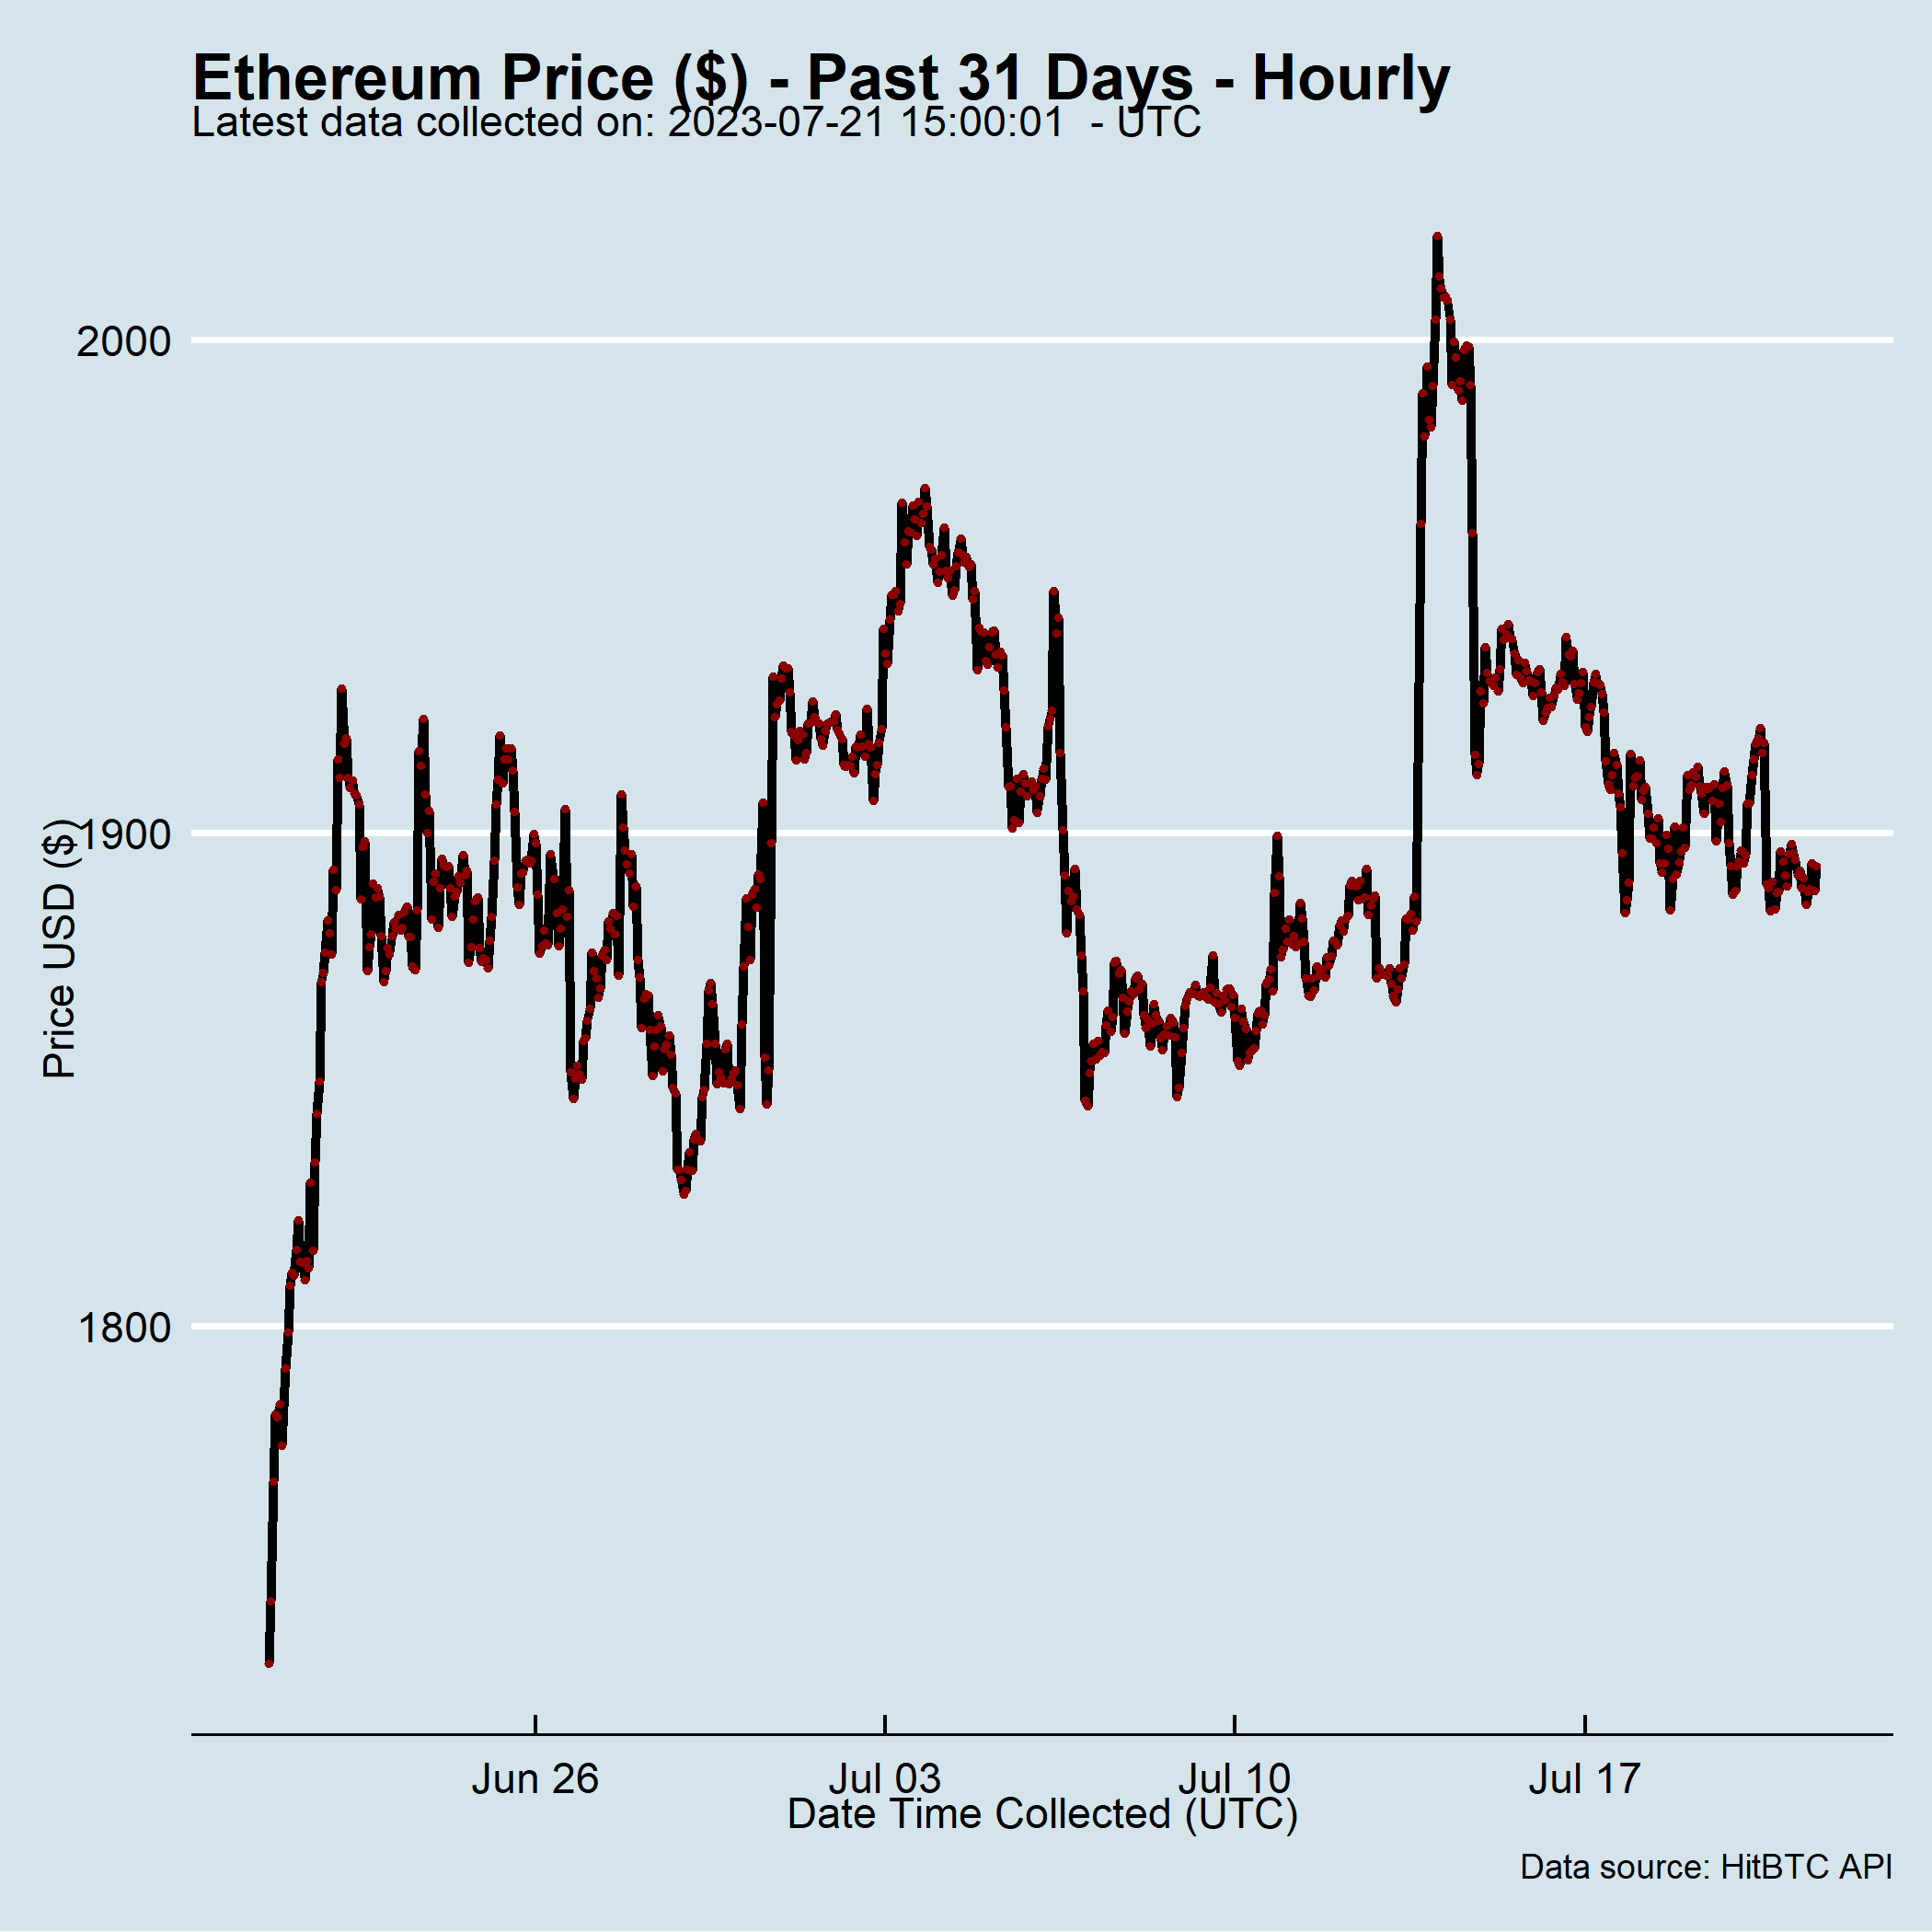 Ethereum Price ($) - Past 31 Days - Hourly
Latest data collected on: 2023-07-21 15:00:01  - UTC
Price USD ($)
2000
1900
1800
Jun 26
Jul 03
Jul 10
Jul 17
Date Time Collected (UTC)
Data source: HitBTC API